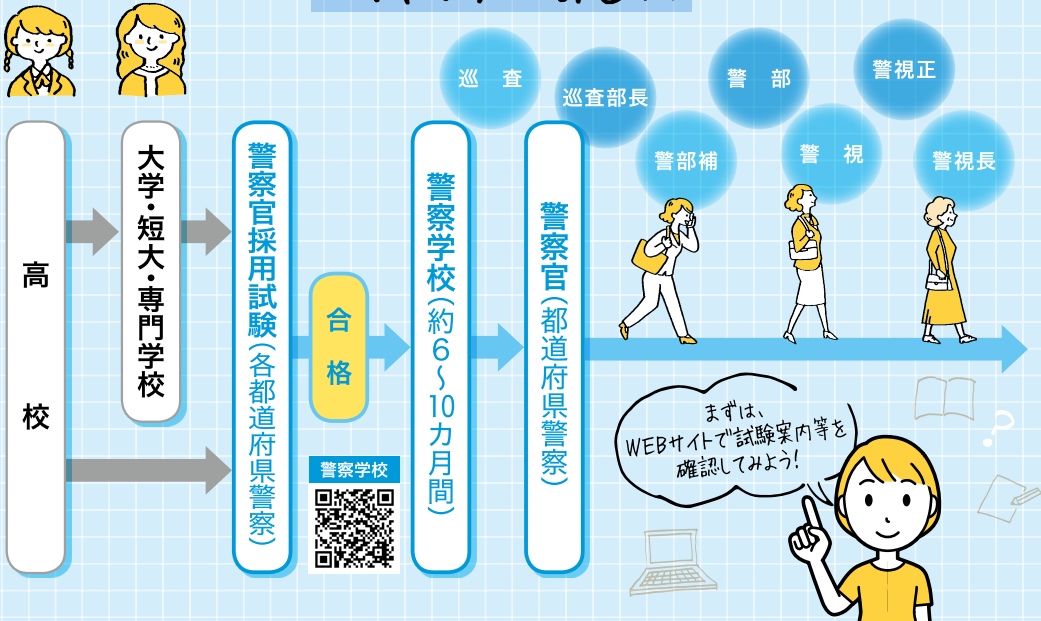 高校
大学・短大・専門学校
警察官採用試験(各都道府県警察)
合格
警察学校
警察学校(約6～10カ月間)
警察官(都道府県警察)
巡査
巡査部長
警部補
警部
警視
警視正
警視長
まずは、
WEBサイトで試験案内等を
確認してみよう!
?